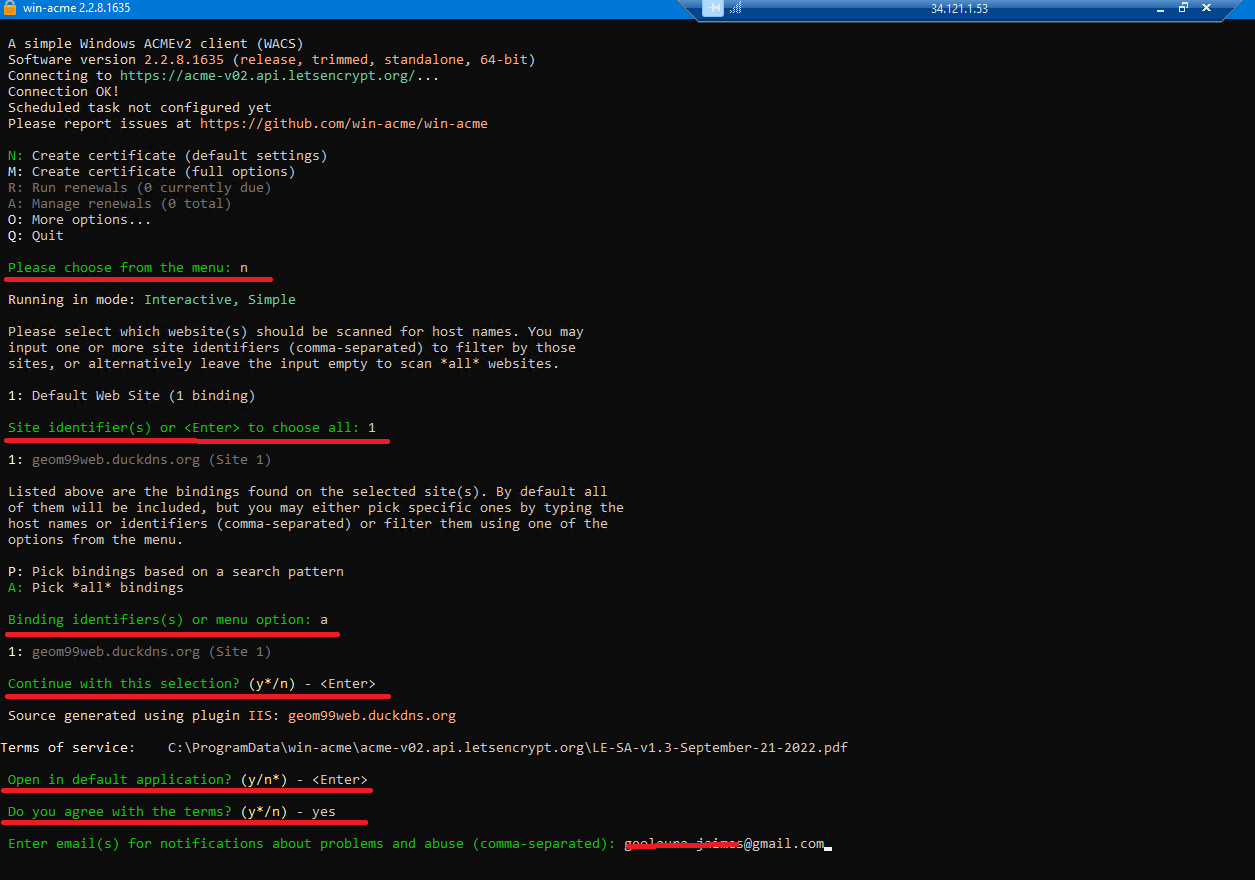 win-acme 2.2.8.1635
34.121.1.53
A simple Windows ACMEv2 client (WACS)
Software version 2.2.8.1635 (release, trimmed, standalone, 64-bit)
Connecting to https://acme-v02.api.letsencrypt.org/...
Connection OK!
Scheduled task not configured yet
Please report issues at https://github.com/win-acme/win-acme
N: Create certificate (default settings)
M: Create certificate (full options)
R: Run renewals (0 currently due)
A: Manage renewals (0 total)
O: More options...
Q: Quit
Please choose from the menu: n
Running in mode: Interactive, Simple
Please select which website(s) should be scanned for host names. You may
input one or more site identifiers (comma-separated) to filter by those
sites, or alternatively leave the input empty to scan *all* websites.
1: Default Web Site (1 binding)
Site identifier(s) or <Enter> to choose all: 1
1: geom99web.duckdns.org (Site 1)
Listed above are the bindings found on the selected site(s). By default all
of them will be included, but you may either pick specific ones by typing the
host names or identifiers (comma-separated) or filter them using one of the
options from the menu.
P: Pick bindings based on a search pattern
A: Pick *all* bindings
Binding identifiers(s) or menu option: a
1: geom99web.duckdns.org (Site 1)
Continue with this selection? (y*/n) - <Enter>
Source generated using plugin IIS: geom99web.duckdns.org
Terms of service: C:\ProgramData\win-acme\acme-v02.api.letsencrypt.org\LE-SA-v1.3-September-21-2022.pdf
Open in default application? (y/n*) - <Enter>
Do you agree with the terms? (y*/n) - yes
Enter email(s) for notifications about problems and abuse (comma-separated): @gmail.com